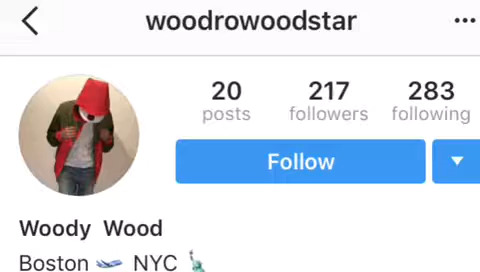 woodrowoodstar
20 217 283
posts followers following
Follow
Woody Wood
Boston 🛫 NYC 🗽